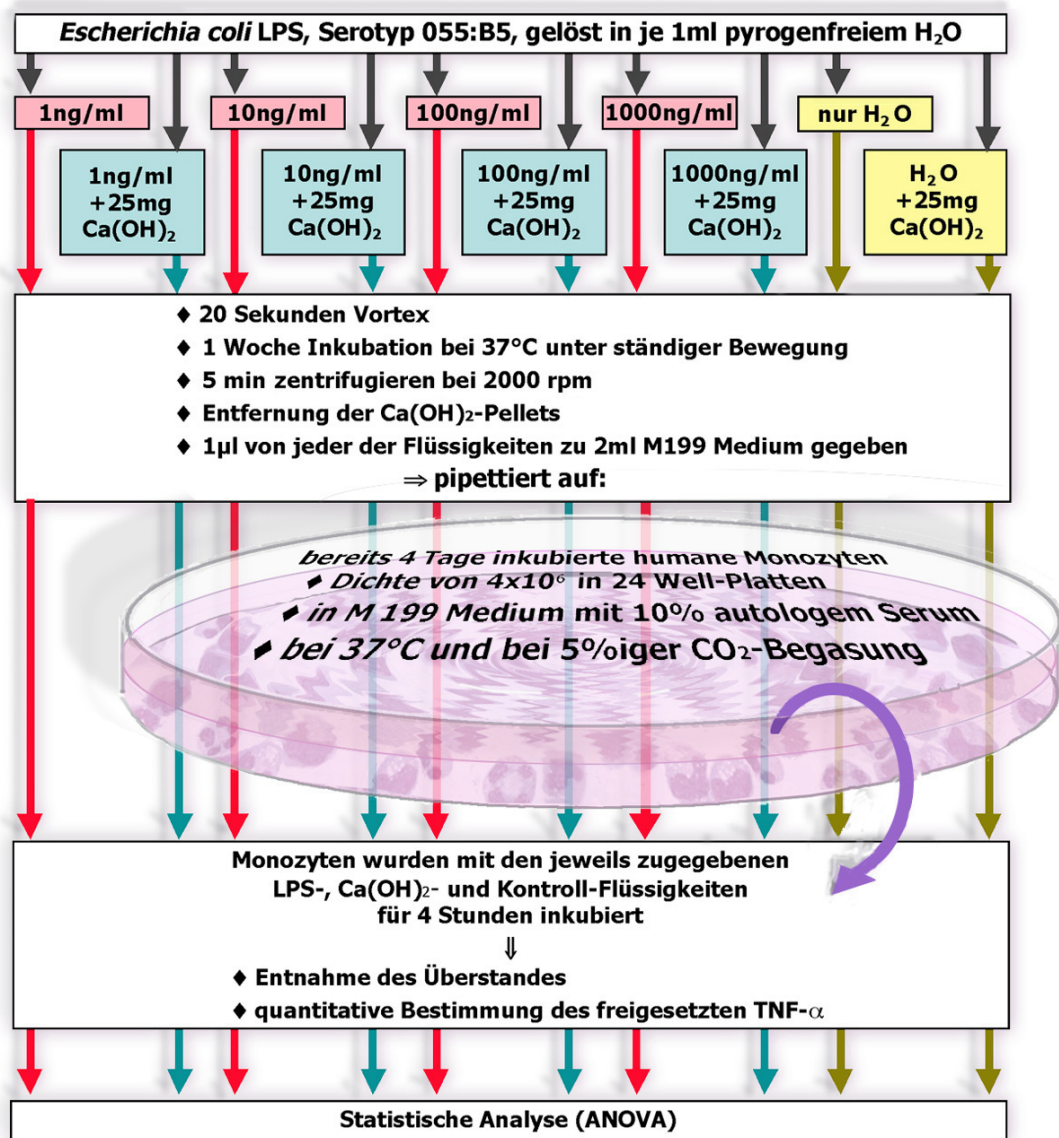 Escherichia coli LPS, Serotyp 055:B5, gelöst in je 1ml pyrogenfreiem H₂O
1ng/ml
10ng/ml
100ng/ml
1000ng/ml
nur H₂O
1ng/ml
+25mg
Ca(OH)₂
10ng/ml
+25mg
Ca(OH)₂
100ng/ml
+25mg
Ca(OH)₂
1000ng/ml
+25mg
Ca(OH)₂
H₂O
+25mg
Ca(OH)₂
♦ 20 Sekunden Vortex
♦ 1 Woche Inkubation bei 37°C unter ständiger Bewegung
♦ 5 min zentrifugieren bei 2000 rpm
♦ Entfernung der Ca(OH)₂-Pellets
♦ 1µl von jeder der Flüssigkeiten zu 2ml M199 Medium gegeben
⇒ pipettiert auf:
bereits 4 Tage inkubierte humane Monozyten
♦ Dichte von 4x10⁶ in 24 Well-Platten
♦ in M 199 Medium mit 10% autologem Serum
♦ bei 37°C und bei 5%iger CO₂-Begasung
Monozyten wurden mit den jeweils zugegebenen
LPS-, Ca(OH)₂- und Kontroll-Flüssigkeiten
für 4 Stunden inkubiert
⇓
♦ Entnahme des Überstandes
♦ quantitative Bestimmung des freigesetzten TNF-α
Statistische Analyse (ANOVA)